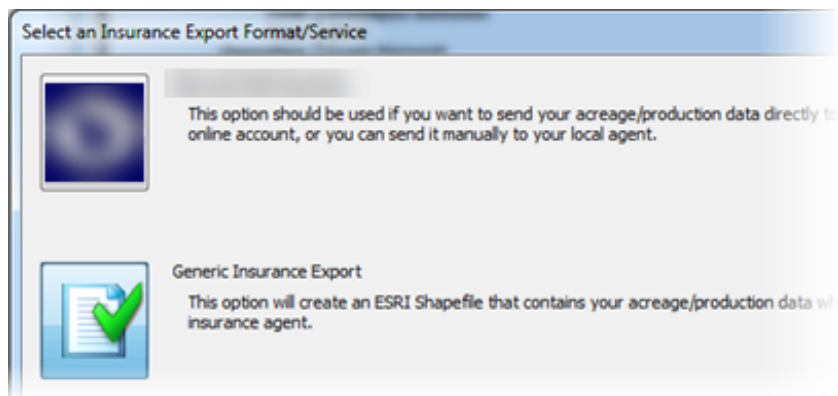 Select an Insurance Export Format/Service
This option should be used if you want to send your acreage/production data directly to
online account, or you can send it manually to your local agent.
Generic Insurance Export
This option will create an ESRI Shapefile that contains your acreage/production data
insurance agent.